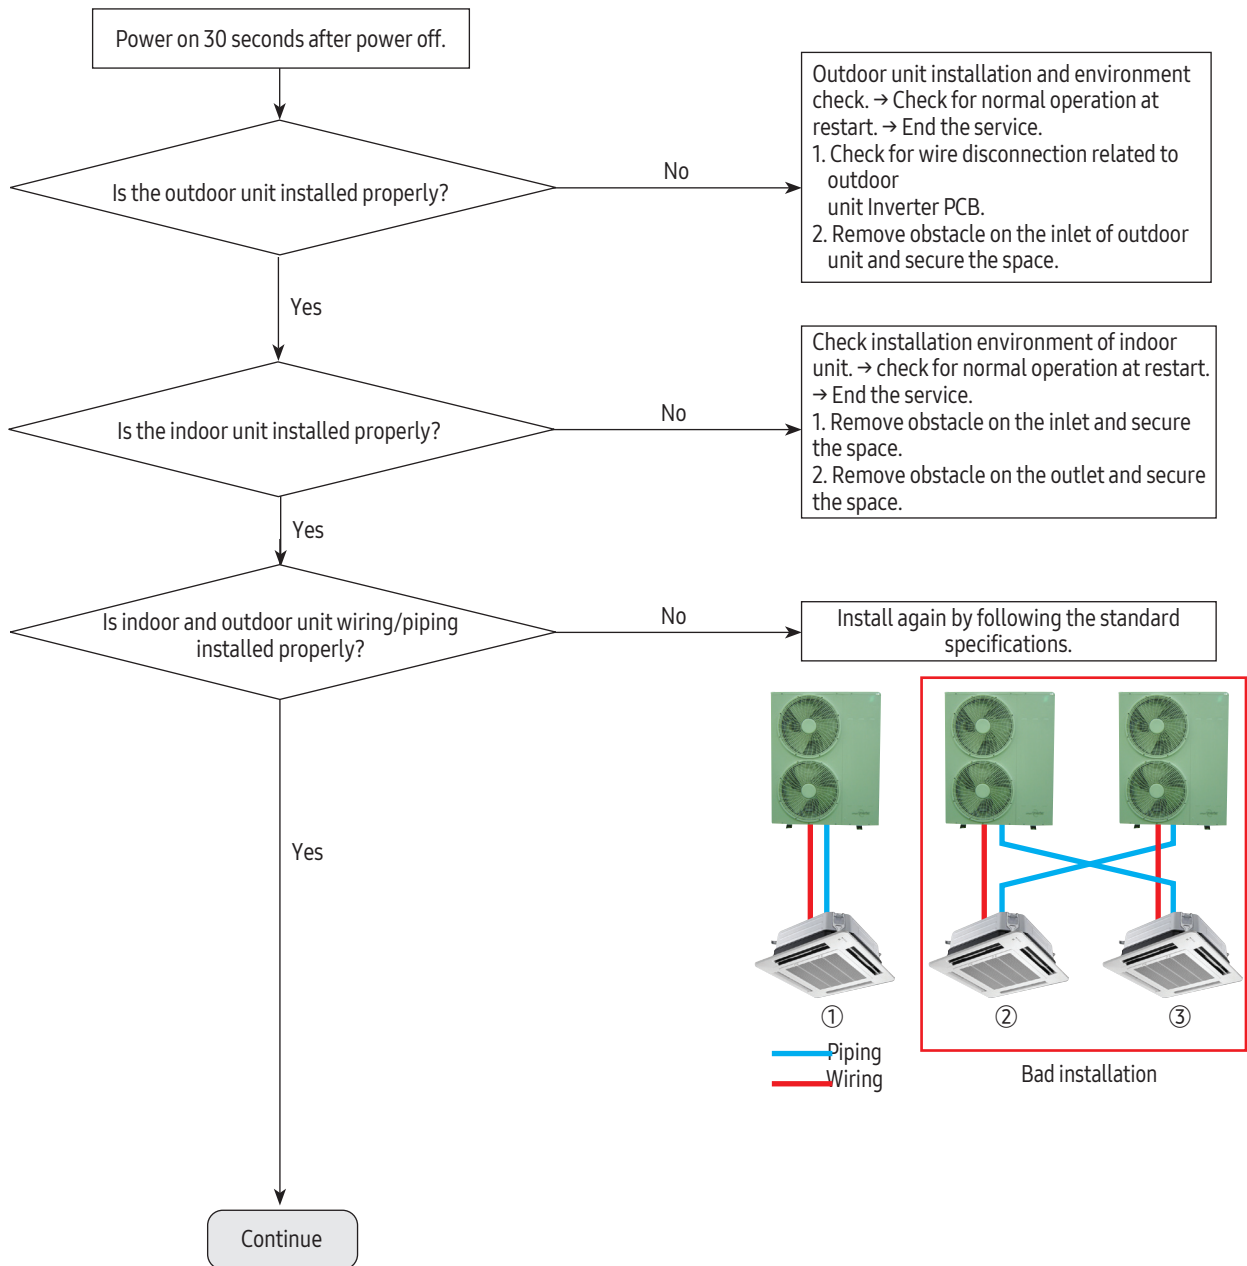 Power on 30 seconds after power off.
Is the outdoor unit installed properly?
No
Outdoor unit installation and environment
check. → Check for normal operation at
restart. → End the service.
1. Check for wire disconnection related to
outdoor
unit Inverter PCB.
2. Remove obstacle on the inlet of outdoor
unit and secure the space.
Yes
Is the indoor unit installed properly?
No
Check installation environment of indoor
unit. → check for normal operation at restart.
→ End the service.
1. Remove obstacle on the inlet and secure
the space.
2. Remove obstacle on the outlet and secure
the space.
Yes
Is indoor and outdoor unit wiring/piping
installed properly?
No
Install again by following the standard
specifications.
Yes
①
②
③
Piping
Wiring
Bad installation
Continue